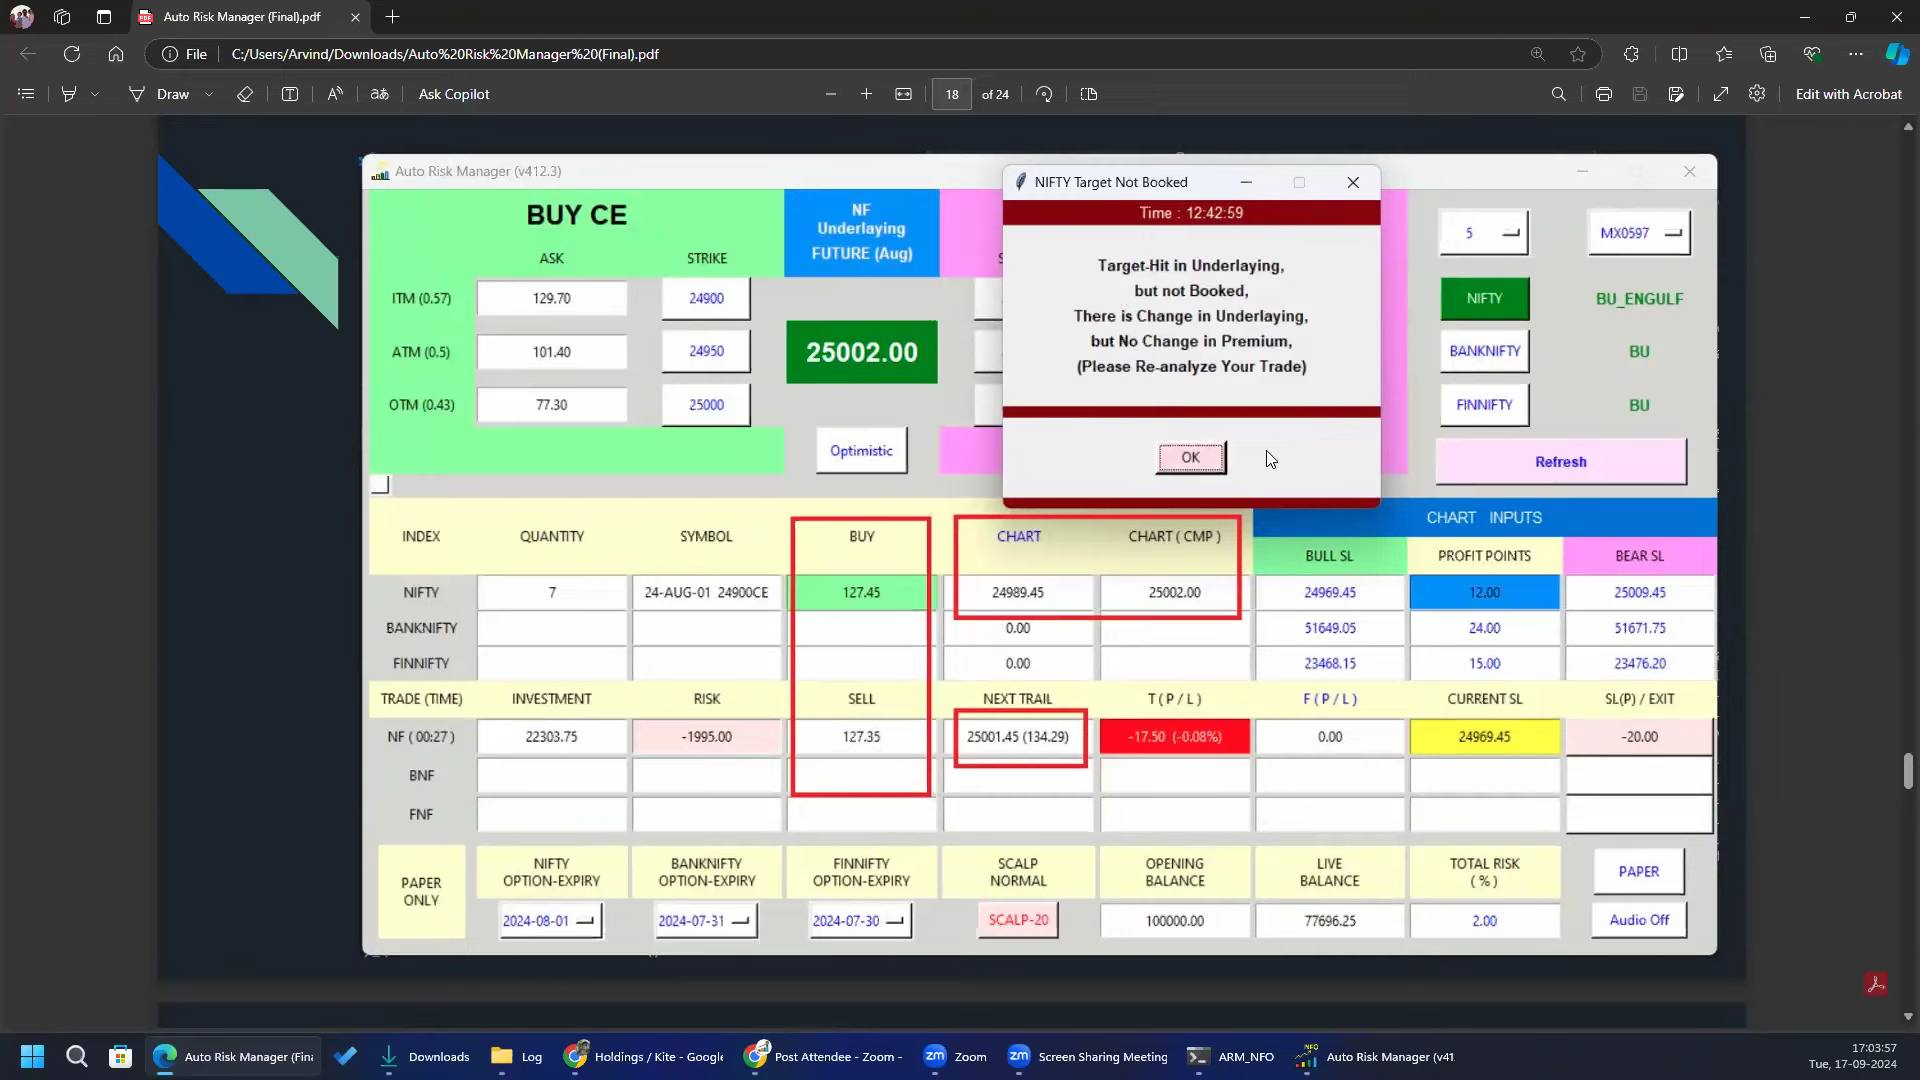 Auto Risk Manager (Final).pdf
File
C:/Users/Arvind/Downloads/Auto%20Risk%20Manager%20(Final).pdf
Draw
Ask Copilot
18
of 24
Edit with Acrobat
Auto Risk Manager (v412.3)
BUY CE
ASK
STRIKE
ITM (0.57)
129.70
24900
ATM (0.5)
101.40
24950
OTM (0.43)
77.30
25000
NF
Underlaying
FUTURE (Aug)
25002.00
Optimistic
NIFTY Target Not Booked
Time : 12:42:59
Target-Hit in Underlaying,
but not Booked,
There is Change in Underlaying,
but No Change in Premium,
(Please Re-analyze Your Trade)
OK
5
MX0597
NIFTY
BU_ENGULF
BANKNIFTY
BU
FINNIFTY
BU
Refresh
CHART INPUTS
INDEX
QUANTITY
SYMBOL
BUY
CHART
CHART ( CMP )
BULL SL
PROFIT POINTS
BEAR SL
NIFTY
7
24-AUG-01 24900CE
127.45
24989.45
25002.00
24969.45
12.00
25009.45
BANKNIFTY
0.00
51649.05
24.00
51671.75
FINNIFTY
0.00
23468.15
15.00
23476.20
TRADE (TIME)
INVESTMENT
RISK
SELL
NEXT TRAIL
T ( P / L )
F ( P / L )
CURRENT SL
SL(P) / EXIT
NF ( 00:27 )
22303.75
-1995.00
127.35
25001.45 (134.29)
-17.50 (-0.08%)
0.00
24969.45
-20.00
BNF
FNF
PAPER
ONLY
NIFTY
OPTION-EXPIRY
BANKNIFTY
OPTION-EXPIRY
FINNIFTY
OPTION-EXPIRY
SCALP
NORMAL
OPENING
BALANCE
LIVE
BALANCE
TOTAL RISK
( % )
PAPER
2024-08-01
2024-07-31
2024-07-30
SCALP-20
100000.00
77696.25
2.00
Audio Off
Auto Risk Manager (Fina
Downloads
Log
Holdings / Kite - Google
Post Attendee - Zoom -
zm
Zoom
zm
Screen Sharing Meeting
ARM_NFO
NFO
Auto Risk Manager (v41
17:03:57
Tue, 17-09-2024